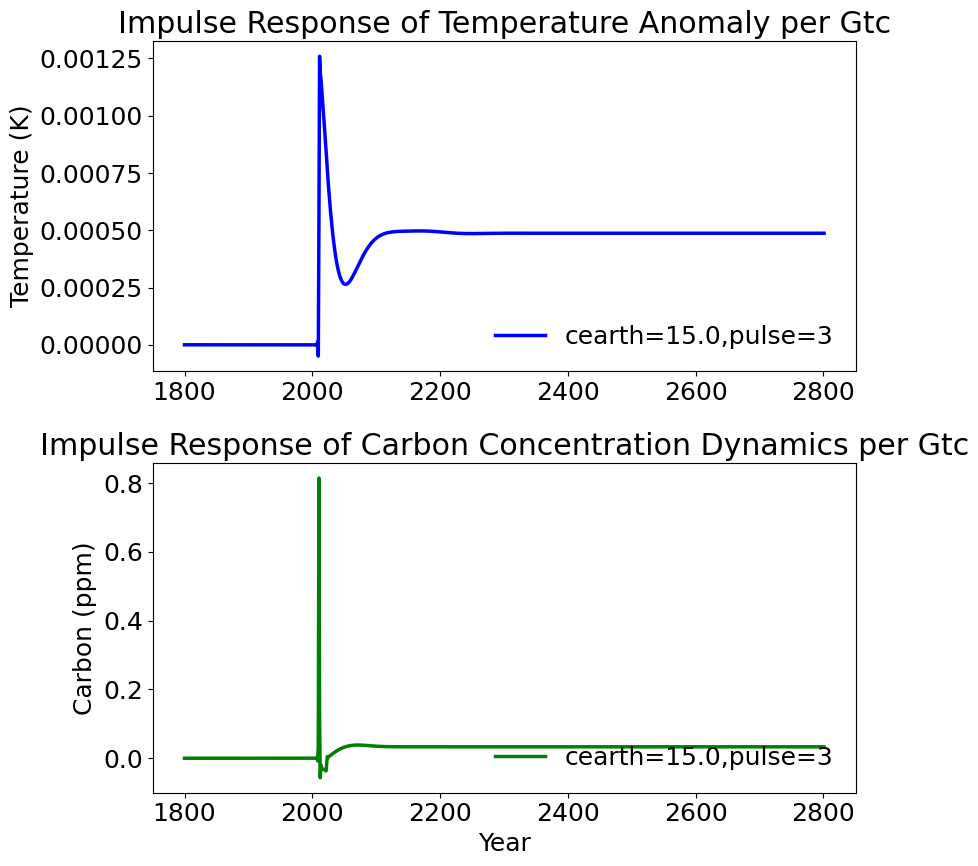 Impulse Response of Temperature Anomaly per Gtc
Temperature (K)
0.00125
0.00100
0.00075
0.00050
0.00025
0.00000
cearth=15.0,pulse=3
1800 2000 2200 2400 2600 2800
Impulse Response of Carbon Concentration Dynamics per Gtc
Carbon (ppm)
0.8
0.6
0.4
0.2
0.0
cearth=15.0,pulse=3
1800 2000 2200 2400 2600 2800
Year